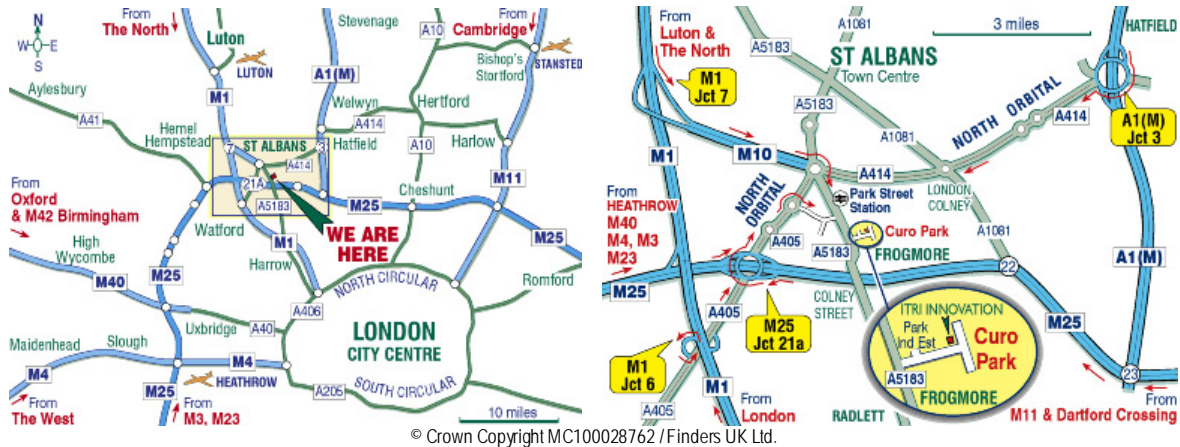 N
W
E
S
From
The North
Luton
LUTON
Stevenage
A10
From
Cambridge
Bishop's
Stortford
STANSTED
Aylesbury
A41
M1
A1(M)
Welwyn
A414
Hertford
Hemel
Hempstead
7
ST ALBANS
3
Hatfield
A10
Harlow
A414
21A
M11
From
Oxford
& M42 Birmingham
A5183
M25
Cheshunt
Watford
WE ARE
HERE
M25
High
Wycombe
M25
M1
Harrow
M40
NORTH CIRCULAR
Romford
A406
Uxbridge
A40
LONDON
CITY CENTRE
Maidenhead
Slough
M4
M4
HEATHROW
A205
SOUTH CIRCULAR
From
The West
M25
From
M3, M23
10 miles
From
Luton &
The North
M1
Jct 7
A5183
A1081
3 miles
HATFIELD
ST ALBANS
Town Centre
A5183
A1081
NORTH ORBITAL
A414
A1(M)
Jct 3
M1
M10
A414
LONDON
COLNEY
From
HEATHROW
M40
M4, M3
M23
NORTH
ORBITAL
Park Street
Station
Curo Park
A405
A5183
FROGMORE
A1081
A1(M)
22
M25
A405
M25
Jct 21a
COLNEY
STREET
ITRI INNOVATION
Park
Ind Est
Curo
Park
M25
M1
Jct 6
M1
A5183
FROGMORE
23
A405
From
London
RADLETT
From
M11 & Dartford Crossing
© Crown Copyright MC100028762 / Finders UK Ltd.